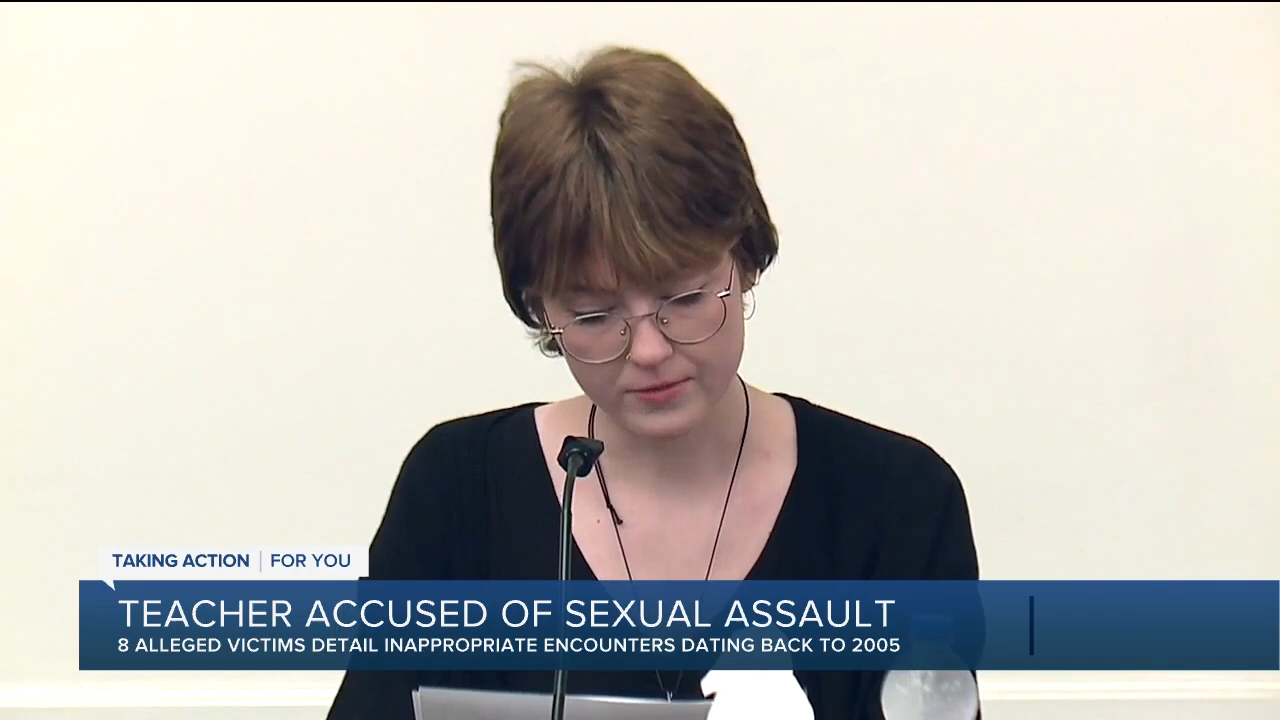 TAKING ACTION | FOR YOU
TEACHER ACCUSED OF SEXUAL ASSAULT
8 ALLEGED VICTIMS DETAIL INAPPROPRIATE ENCOUNTERS DATING BACK TO 2005